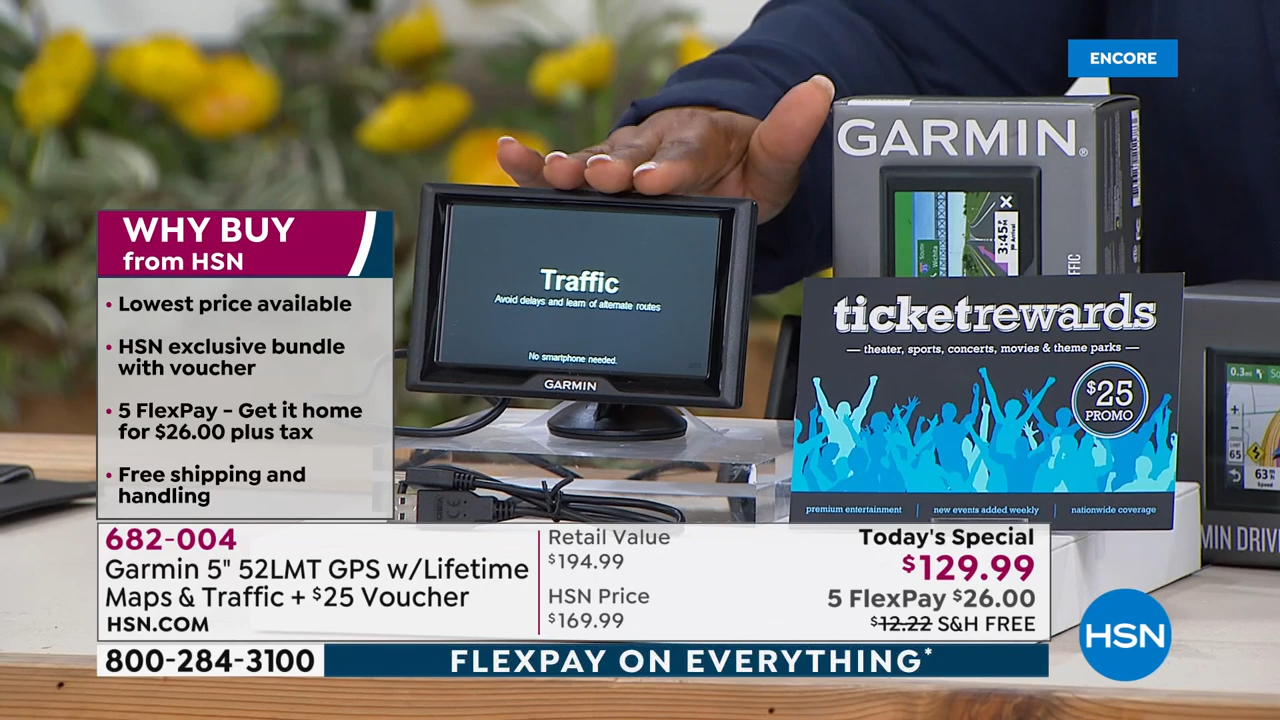 ENCORE
GARMIN®
3:45
Arrival
Wichita
WHY BUY
from HSN
• Lowest price available
• HSN exclusive bundle
with voucher
• 5 FlexPay - Get it home
for $26.00 plus tax
• Free shipping and
handling
Traffic
Avoid delays and learn of alternate routes
No smartphone needed.
GARMIN
ticketrewards
— theater, sports, concerts, movies & theme parks —
$25
PROMO
premium entertainment | new events added weekly | nationwide coverage
0.3
65
63
Speed
MIN DRIV
682-004
Garmin 5" 52LMT GPS w/Lifetime
Maps & Traffic + $25 Voucher
HSN.COM
Retail Value
$194.99
HSN Price
$169.99
Today's Special
$129.99
5 FlexPay $26.00
$12.22 S&H FREE
800-284-3100
FLEXPAY ON EVERYTHING*
HSN